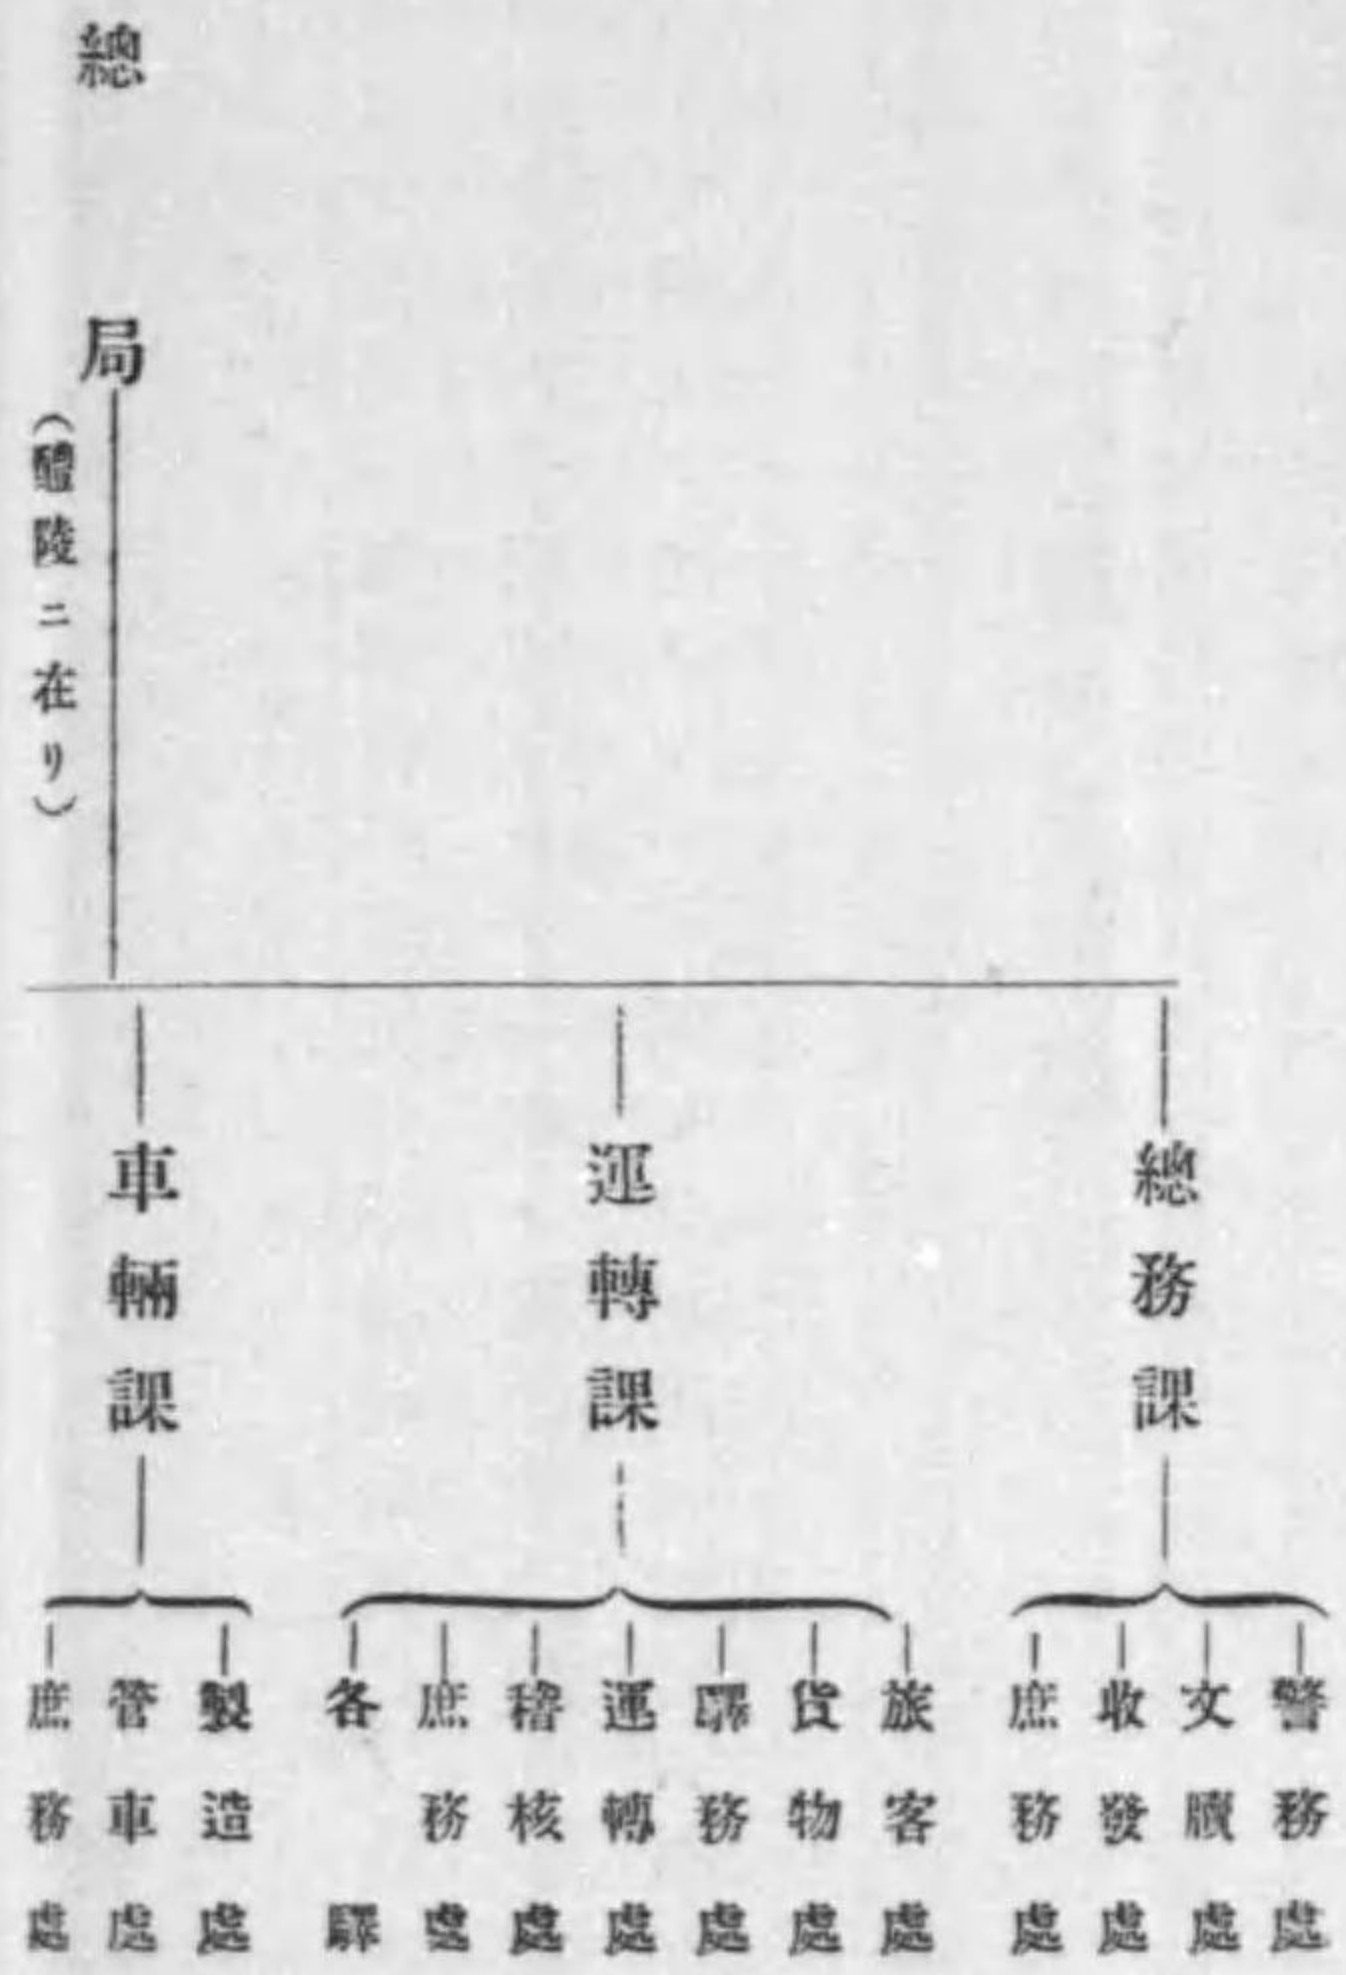 總局
(醴陵ニ在リ)
總務課
警務處
文牘處
收發處
庶務處
運轉課
旅客處
貨物處
驛務處
運轉處
稽核處
庶務處
各驛
車輛課
製造處
管車處
庶務處